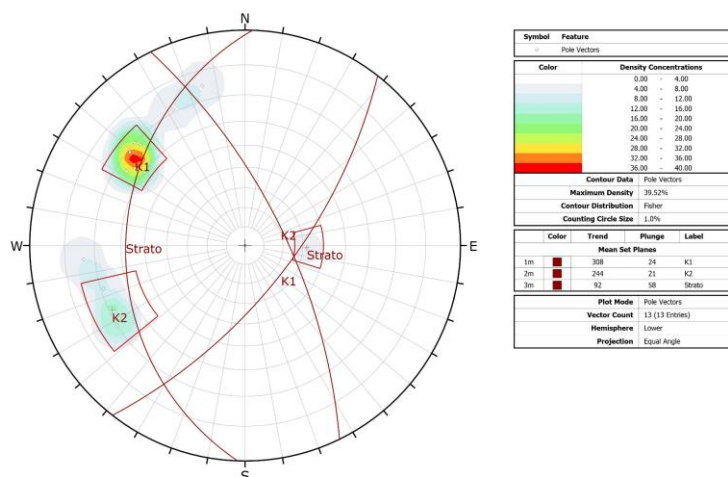 N
K1
W
Strato
K2
Strato
E
K1
K2
S
Symbol Feature
Pole Vectors
Color Density Concentrations
0.00 - 4.00
4.00 - 8.00
8.00 - 12.00
12.00 - 16.00
16.00 - 20.00
20.00 - 24.00
24.00 - 28.00
28.00 - 32.00
32.00 - 36.00
36.00 - 40.00
Contour Data Pole Vectors
Maximum Density 39.52%
Contour Distribution Fisher
Counting Circle Size 1.0%
Color Trend Plunge Label
Mean Set Planes
1m 308 24 K1
2m 244 21 K2
3m 92 58 Strato
Plot Mode Pole Vectors
Vector Count 13 (13 Entries)
Hemisphere Lower
Projection Equal Angle